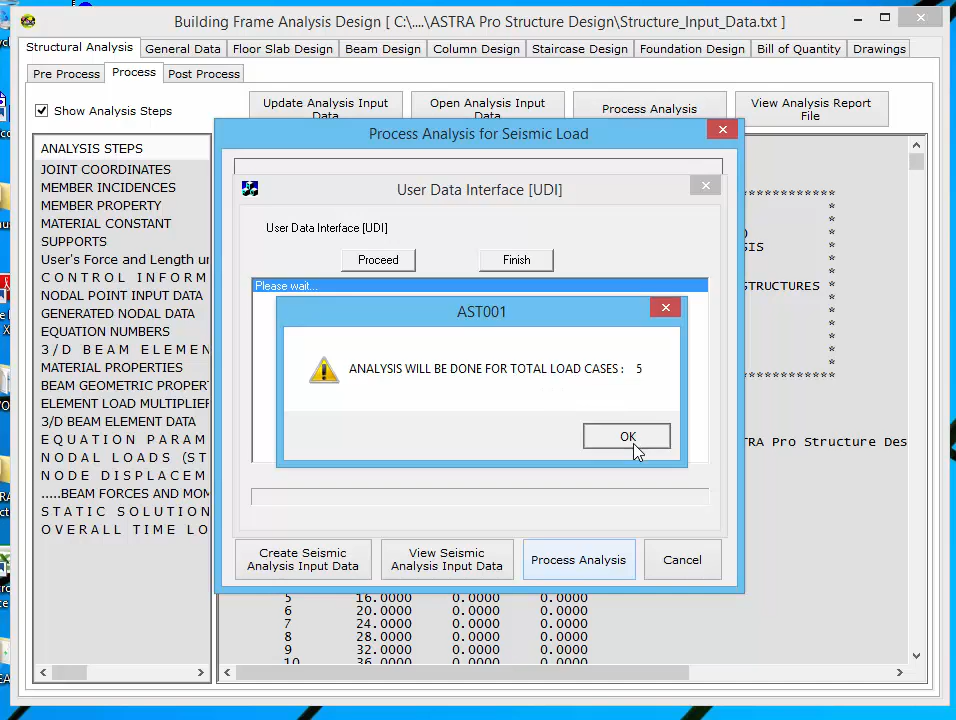 Building Frame Analysis Design [ C:\....\ASTRA Pro Structure Design\Structure_Input_Data.txt ]
Structural Analysis General Data Floor Slab Design Beam Design Column Design Staircase Design Foundation Design Bill of Quantity Drawings
Pre Process Process Post Process
Show Analysis Steps
Update Analysis Input
Data
Open Analysis Input
Data
Process Analysis
View Analysis Report
File
Process Analysis for Seismic Load
User Data Interface [UDI]
User Data Interface [UDI]
Proceed Finish
Please wait...
AST001
ANALYSIS WILL BE DONE FOR TOTAL LOAD CASES : 5
OK
Create Seismic
Analysis Input Data
View Seismic
Analysis Input Data
Process Analysis
Cancel
ANALYSIS STEPS
JOINT COORDINATES
MEMBER INCIDENCES
MEMBER PROPERTY
MATERIAL CONSTANT
SUPPORTS
User's Force and Length u
C O N T R O L I N F O R M
NODAL POINT INPUT DATA
GENERATED NODAL DATA
EQUATION NUMBERS
3 / D B E A M E L E M E N
MATERIAL PROPERTIES
BEAM GEOMETRIC PROPER
ELEMENT LOAD MULTIPLIER
3/D BEAM ELEMENT DATA
E Q U A T I O N P A R A M
N O D A L L O A D S (S T
N O D E D I S P L A C E M
.....BEAM FORCES AND MOM
S T A T I C S O L U T I O N
O V E R A L L T I M E L O
***********
*
*
*
SIS *
*
*
STRUCTURES *
*
*
*
*
*
***********
TRA Pro Structure Des
5 16.0000 0.0000 0.0000
6 20.0000 0.0000 0.0000
7 24.0000 0.0000 0.0000
8 28.0000 0.0000 0.0000
9 32.0000 0.0000 0.0000
10 36.0000 0.0000 0.0000